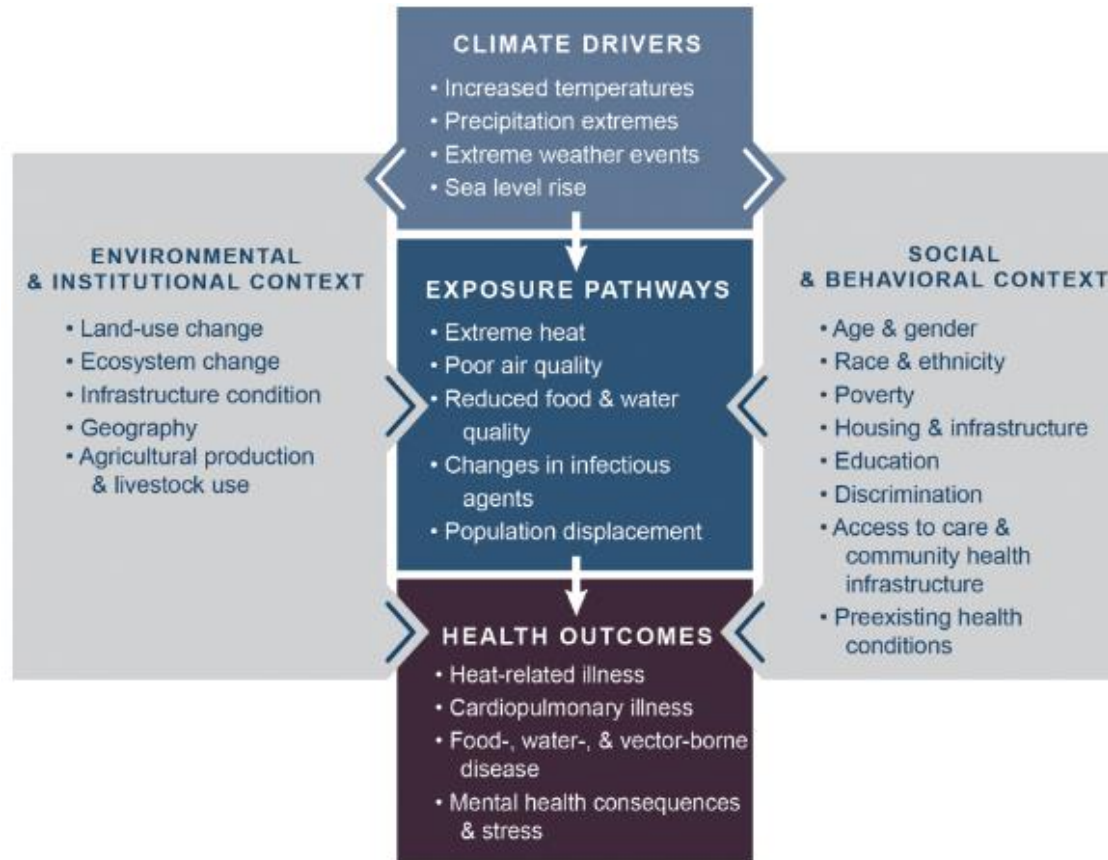 CLIMATE DRIVERS
• Increased temperatures
• Precipitation extremes
• Extreme weather events
• Sea level rise
ENVIRONMENTAL
& INSTITUTIONAL CONTEXT
• Land-use change
• Ecosystem change
• Infrastructure condition
• Geography
• Agricultural production
& livestock use
EXPOSURE PATHWAYS
• Extreme heat
• Poor air quality
• Reduced food & water
quality
• Changes in infectious
agents
• Population displacement
SOCIAL
& BEHAVIORAL CONTEXT
• Age & gender
• Race & ethnicity
• Poverty
• Housing & infrastructure
• Education
• Discrimination
• Access to care &
community health
infrastructure
• Preexisting health
conditions
HEALTH OUTCOMES
• Heat-related illness
• Cardiopulmonary illness
• Food-, water-, & vector-borne
disease
• Mental health consequences
& stress